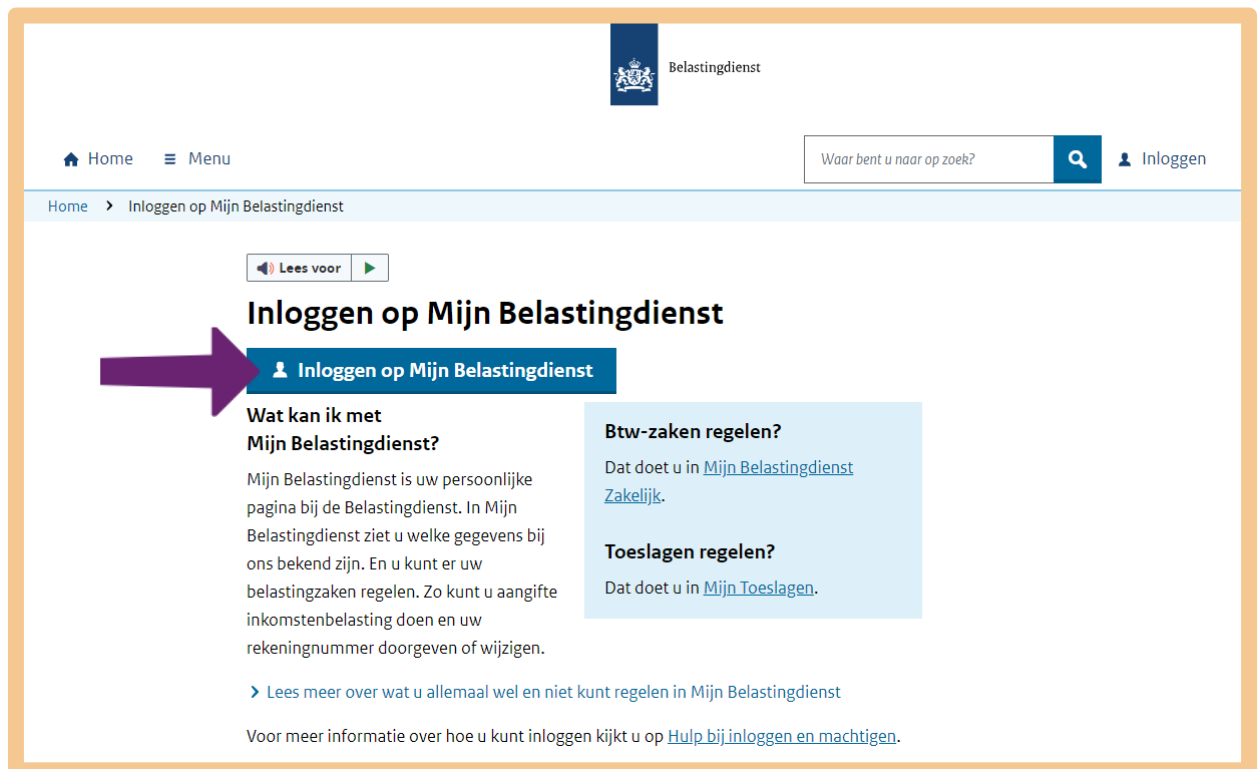 Belastingdienst
Home
Menu
Waar bent u naar op zoek?
Inloggen
Home > Inloggen op Mijn Belastingdienst
Lees voor
Inloggen op Mijn Belastingdienst
Inloggen op Mijn Belastingdienst
Wat kan ik met
Mijn Belastingdienst?
Mijn Belastingdienst is uw persoonlijke
pagina bij de Belastingdienst. In Mijn
Belastingdienst ziet u welke gegevens bij
ons bekend zijn. En u kunt er uw
belastingzaken regelen. Zo kunt u aangifte
inkomstenbelasting doen en uw
rekeningnummer doorgeven of wijzigen.
Btw-zaken regelen?
Dat doet u in Mijn Belastingdienst
Zakelijk.
Toeslagen regelen?
Dat doet u in Mijn Toeslagen.
> Lees meer over wat u allemaal wel en niet kunt regelen in Mijn Belastingdienst
Voor meer informatie over hoe u kunt inloggen kijkt u op Hulp bij inloggen en machtigen.